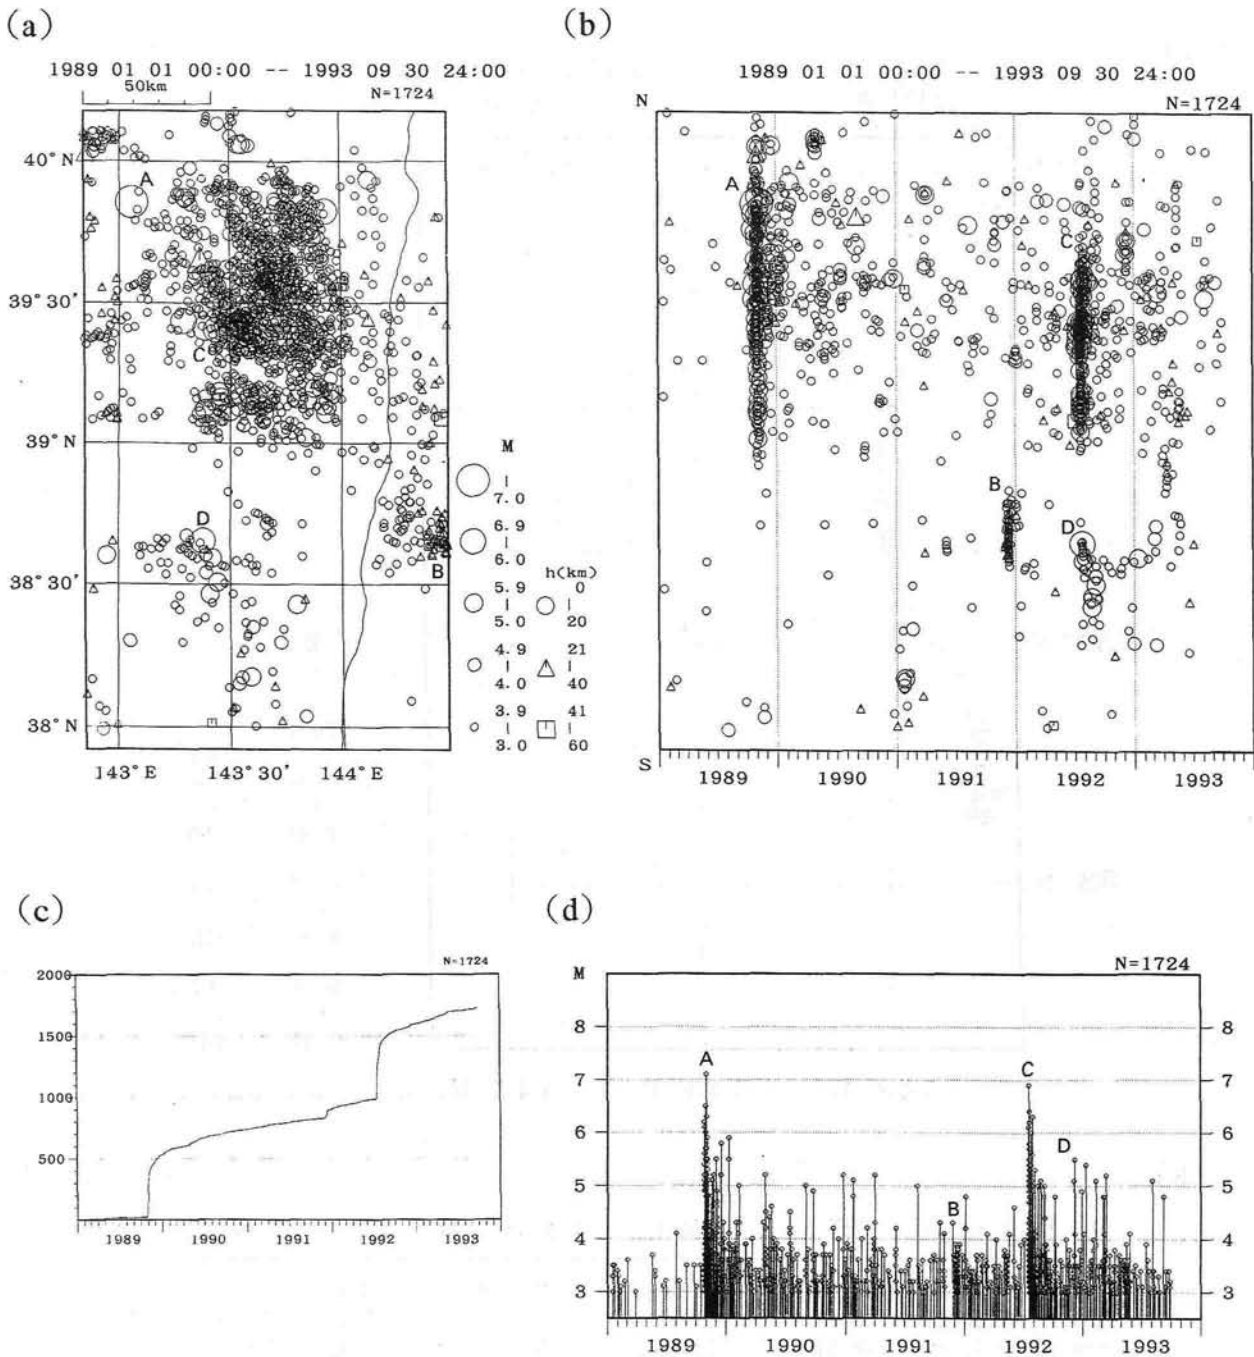 (a)
1989 01 01 00:00 -- 1993 09 30 24:00
50km
N=1724
40°N
39°30'
39°N
38°30'
38°N
143°E
143°30'
144°E
A
C
D
B
M
7.0
6.9
6.0
5.9
5.0
4.9
4.0
3.9
3.0
h(km)
0
20
21
40
41
60
(b)
1989 01 01 00:00 -- 1993 09 30 24:00
N=1724
N
S
A
C
B
D
1989 1990 1991 1992 1993
(c)
N=1724
2000
1500
1000
500
1989 1990 1991 1992 1993
(d)
M
N=1724
8 8
7 7
6 6
5 5
4 4
3 3
A
C
D
B
1989 1990 1991 1992 1993